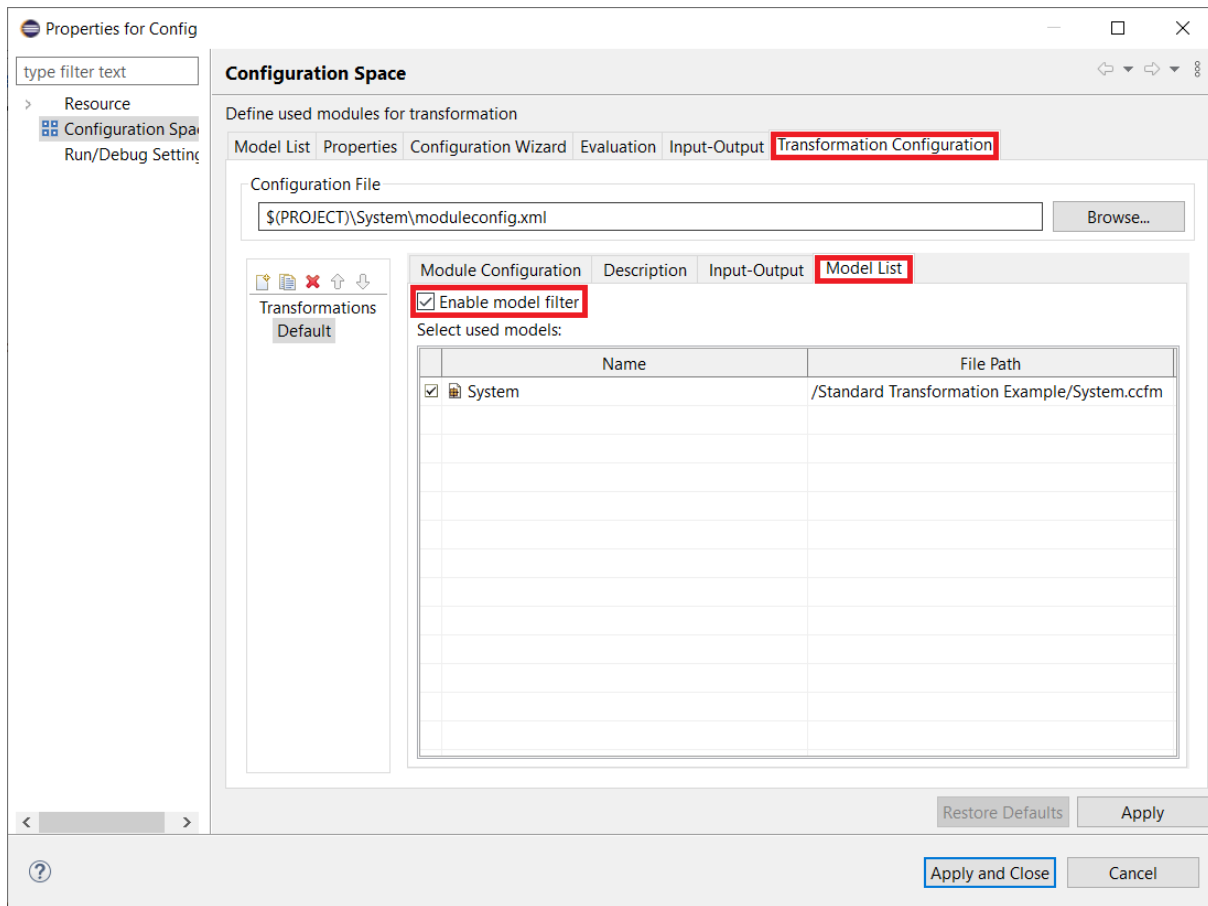 Properties for Config
type filter text
Resource
Configuration Spa
Run/Debug Setting
Configuration Space
Define used modules for transformation
Model List Properties Configuration Wizard Evaluation Input-Output Transformation Configuration
Configuration File
$(PROJECT)\System\moduleconfig.xml Browse...
Transformations
Default
Module Configuration Description Input-Output Model List
Enable model filter
Select used models:
Name File Path
System /Standard Transformation Example/System.ccfm
Restore Defaults Apply
Apply and Close Cancel